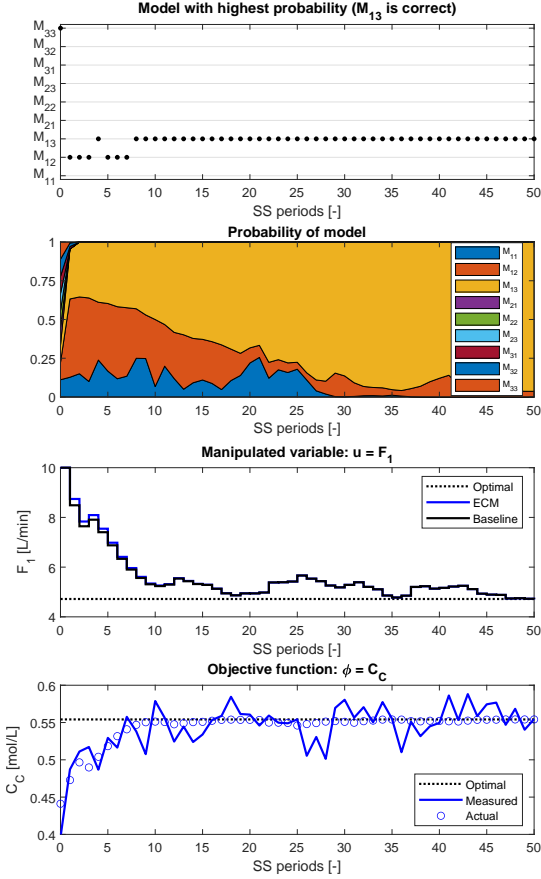 Model with highest probability (M13 is correct)
M33
M32
M31
M23
M22
M21
M13
M12
M11
0 5 10 15 20 25 30 35 40 45 50
SS periods [-]
Probability of model
1
0.75
0.5
0.25
0
M11
M12
M13
M21
M22
M23
M31
M32
M33
0 5 10 15 20 25 30 35 40 45 50
SS periods [-]
Manipulated variable: u = F1
F1 [L/min]
10
8
6
4
Optimal
ECM
Baseline
0 5 10 15 20 25 30 35 40 45 50
SS periods [-]
Objective function: ϕ = CC
CC [mol/L]
0.6
0.55
0.5
0.45
0.4
Optimal
Measured
Actual
0 5 10 15 20 25 30 35 40 45 50
SS periods [-]